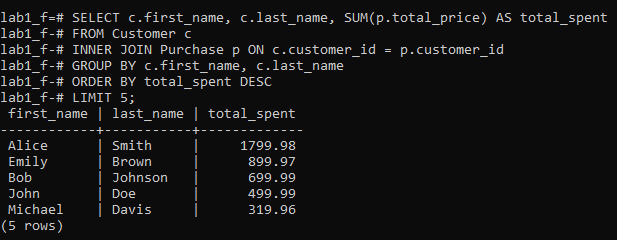 lab1_f=# SELECT c.first_name, c.last_name, SUM(p.total_price) AS total_spent
lab1_f-# FROM Customer c
lab1_f-# INNER JOIN Purchase p ON c.customer_id = p.customer_id
lab1_f-# GROUP BY c.first_name, c.last_name
lab1_f-# ORDER BY total_spent DESC
lab1_f-# LIMIT 5;
 first_name | last_name | total_spent
------------+-----------+-------------
 Alice      | Smith     |     1799.98
 Emily      | Brown     |      899.97
 Bob        | Johnson   |      699.99
 John       | Doe       |      499.99
 Michael    | Davis     |      319.96
(5 rows)